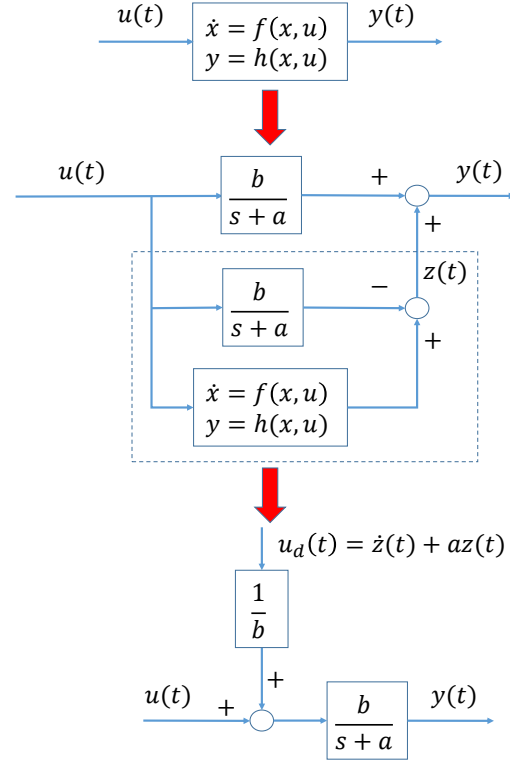 u(t)
ẋ = f(x, u)
y = h(x, u)
y(t)
u(t)
b
s + a
+
y(t)
+
b
s + a
−
z(t)
+
ẋ = f(x, u)
y = h(x, u)
u_d(t) = ż(t) + az(t)
1
b
+
u(t)
+
b
s + a
y(t)